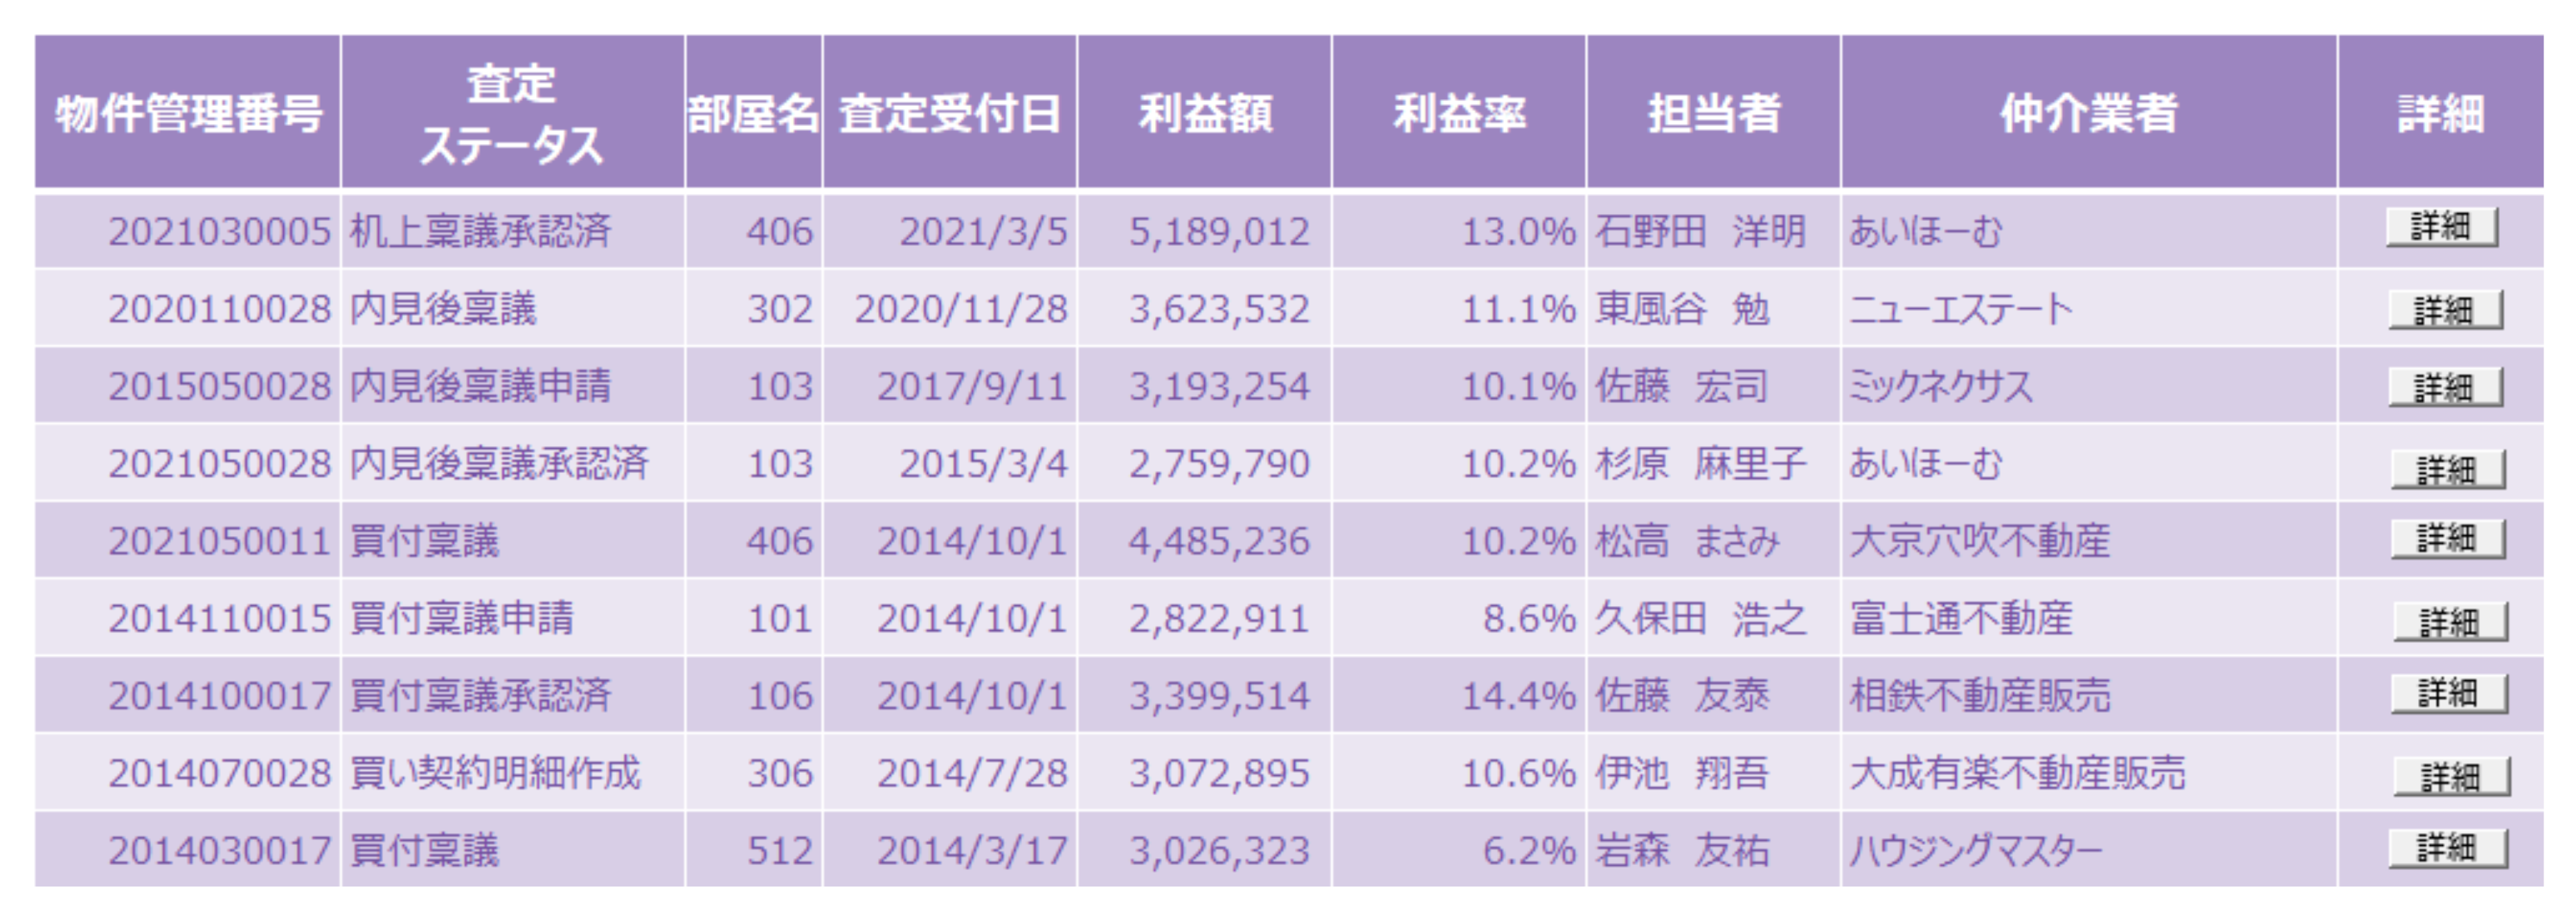 物件管理番号 査定ステータス 部屋名 査定受付日 利益額 利益率 担当者 仲介業者 詳細
2021030005 机上稟議承認済 406 2021/3/5 5,189,012 13.0% 石野田 洋明 あいほーむ 詳細
2020110028 内見後稟議 302 2020/11/28 3,623,532 11.1% 東風谷 勉 ニューエステート 詳細
2015050028 内見後稟議申請 103 2017/9/11 3,193,254 10.1% 佐藤 宏司 ミックネクサス 詳細
2021050028 内見後稟議承認済 103 2015/3/4 2,759,790 10.2% 杉原 麻里子 あいほーむ 詳細
2021050011 買付稟議 406 2014/10/1 4,485,236 10.2% 松高 まさみ 大京穴吹不動産 詳細
2014110015 買付稟議申請 101 2014/10/1 2,822,911 8.6% 久保田 浩之 富士通不動産 詳細
2014100017 買付稟議承認済 106 2014/10/1 3,399,514 14.4% 佐藤 友泰 相鉄不動産販売 詳細
2014070028 買い契約明細作成 306 2014/7/28 3,072,895 10.6% 伊池 翔吾 大成有楽不動産販売 詳細
2014030017 買付稟議 512 2014/3/17 3,026,323 6.2% 岩森 友祐 ハウジングマスター 詳細